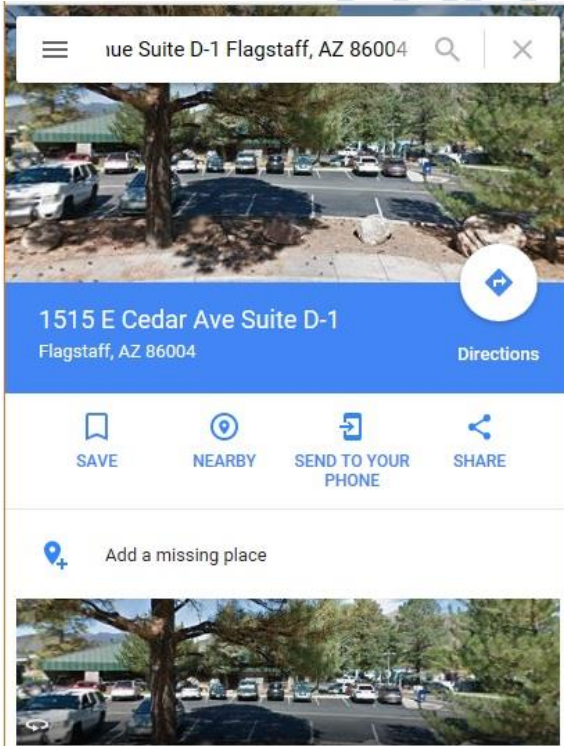 nue Suite D-1 Flagstaff, AZ 86004
1515 E Cedar Ave Suite D-1
Flagstaff, AZ 86004
Directions
SAVE
NEARBY
SEND TO YOUR
PHONE
SHARE
Add a missing place